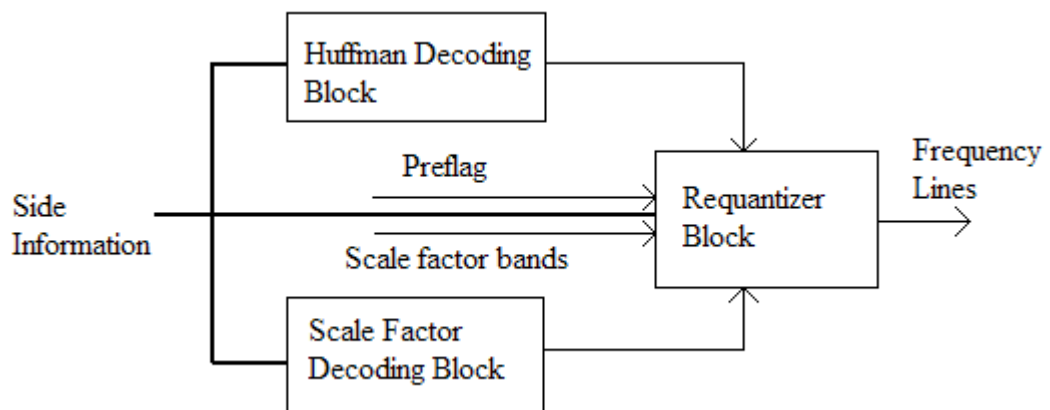 Huffman Decoding
Block
Preflag
Frequency
Lines
Side
Information
Requantizer
Block
Scale factor bands
Scale Factor
Decoding Block